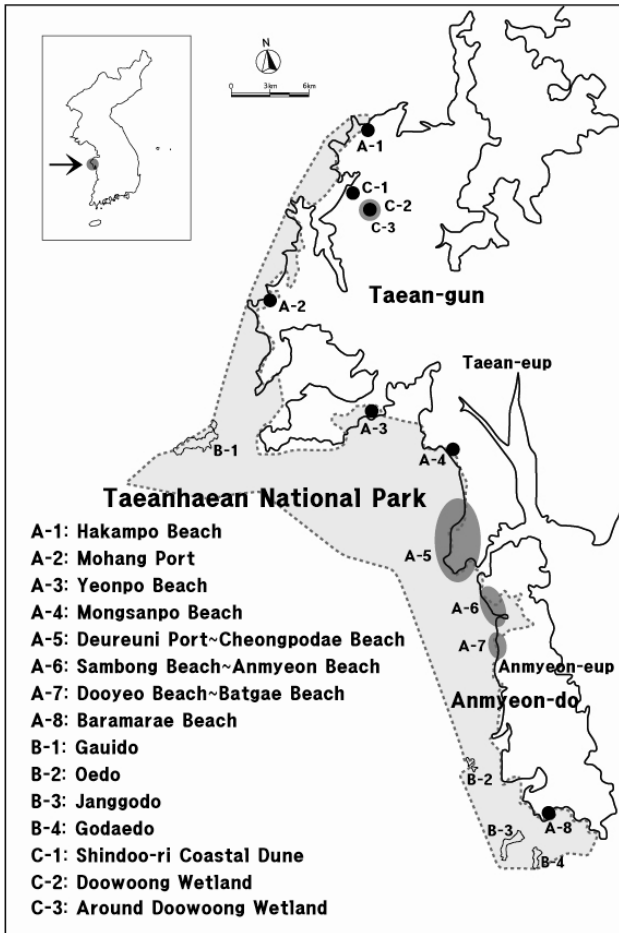 N
0 3km 6km
A-1
C-1
C-2
C-3
Taean-gun
A-2
Taean-eup
A-3
B-1
A-4
Taeanhaean National Park
A-5
A-6
A-7
Anmyeon-eup
Anmyeon-do
B-2
A-8
B-3
B-4
A-1: Hakampo Beach
A-2: Mohang Port
A-3: Yeonpo Beach
A-4: Mongsanpo Beach
A-5: Deureuni Port~Cheongpodae Beach
A-6: Sambong Beach~Anmyeon Beach
A-7: Dooyeo Beach~Batgae Beach
A-8: Baramarae Beach
B-1: Gauido
B-2: Oedo
B-3: Janggodo
B-4: Godaedo
C-1: Shindoo-ri Coastal Dune
C-2: Doowoong Wetland
C-3: Around Doowoong Wetland